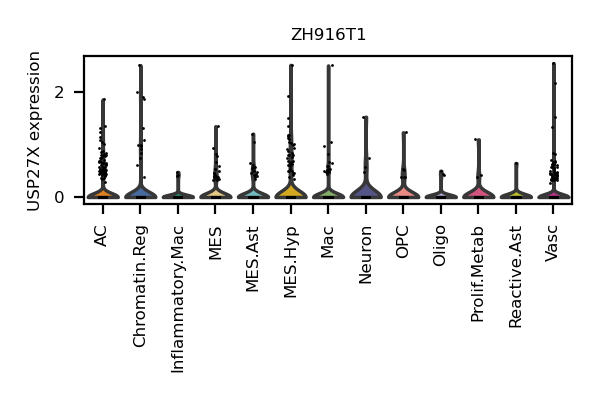 ZH916T1
USP27X expression
2
0
AC
Chromatin.Reg
Inflammatory.Mac
MES
MES.Ast
MES.Hyp
Mac
Neuron
OPC
Oligo
Prolif.Metab
Reactive.Ast
Vasc